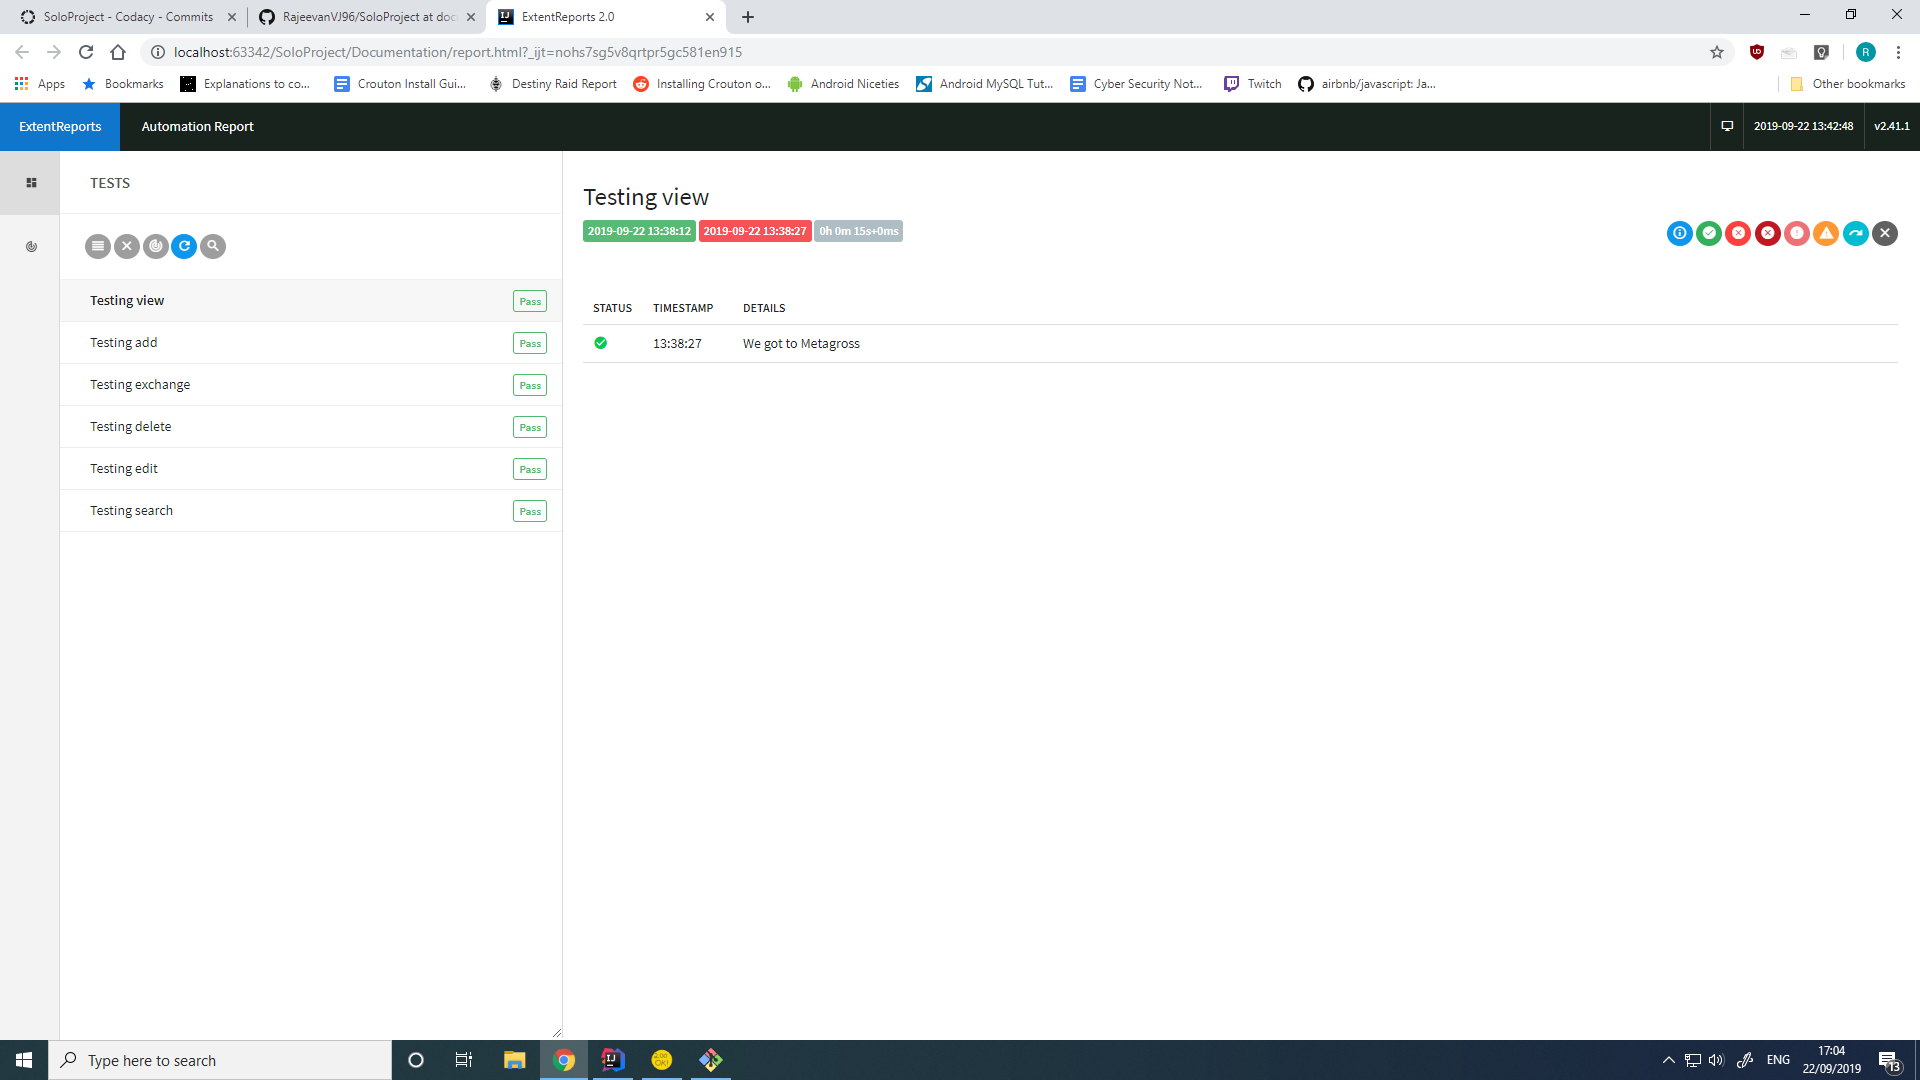 SoloProject - Codacy - Commits
RajeevanVJ96/SoloProject at doc
ExtentReports 2.0
localhost:63342/SoloProject/Documentation/report.html?_ijt=nohs7sg5v8qrtpr5gc581en915
R
Apps
Bookmarks
Explanations to co...
Crouton Install Gui...
Destiny Raid Report
Installing Crouton o...
Android Niceties
Android MySQL Tut...
Cyber Security Not...
Twitch
airbnb/javascript: Ja...
Other bookmarks
ExtentReports
Automation Report
2019-09-22 13:42:48
v2.41.1
TESTS
Testing view Pass
Testing add Pass
Testing exchange Pass
Testing delete Pass
Testing edit Pass
Testing search Pass
Testing view
2019-09-22 13:38:12 2019-09-22 13:38:27 0h 0m 15s+0ms
STATUS TIMESTAMP DETAILS
13:38:27 We got to Metagross
Type here to search
ENG
17:04
22/09/2019
13